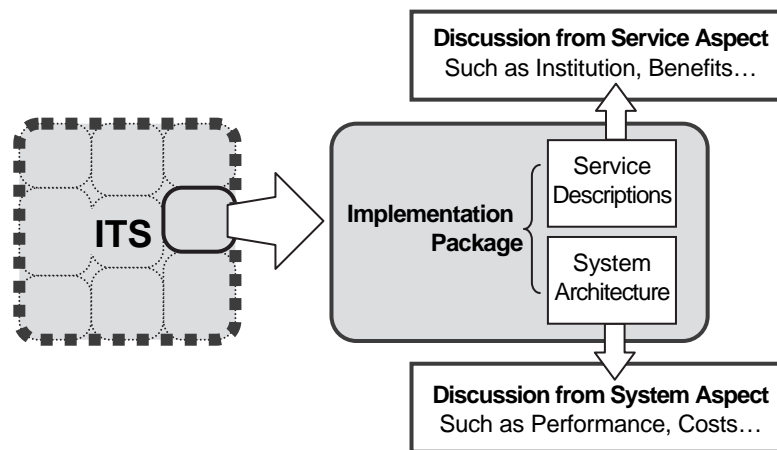 Discussion from Service Aspect
Such as Institution, Benefits…
ITS
Implementation
Package
Service
Descriptions
System
Architecture
Discussion from System Aspect
Such as Performance, Costs…